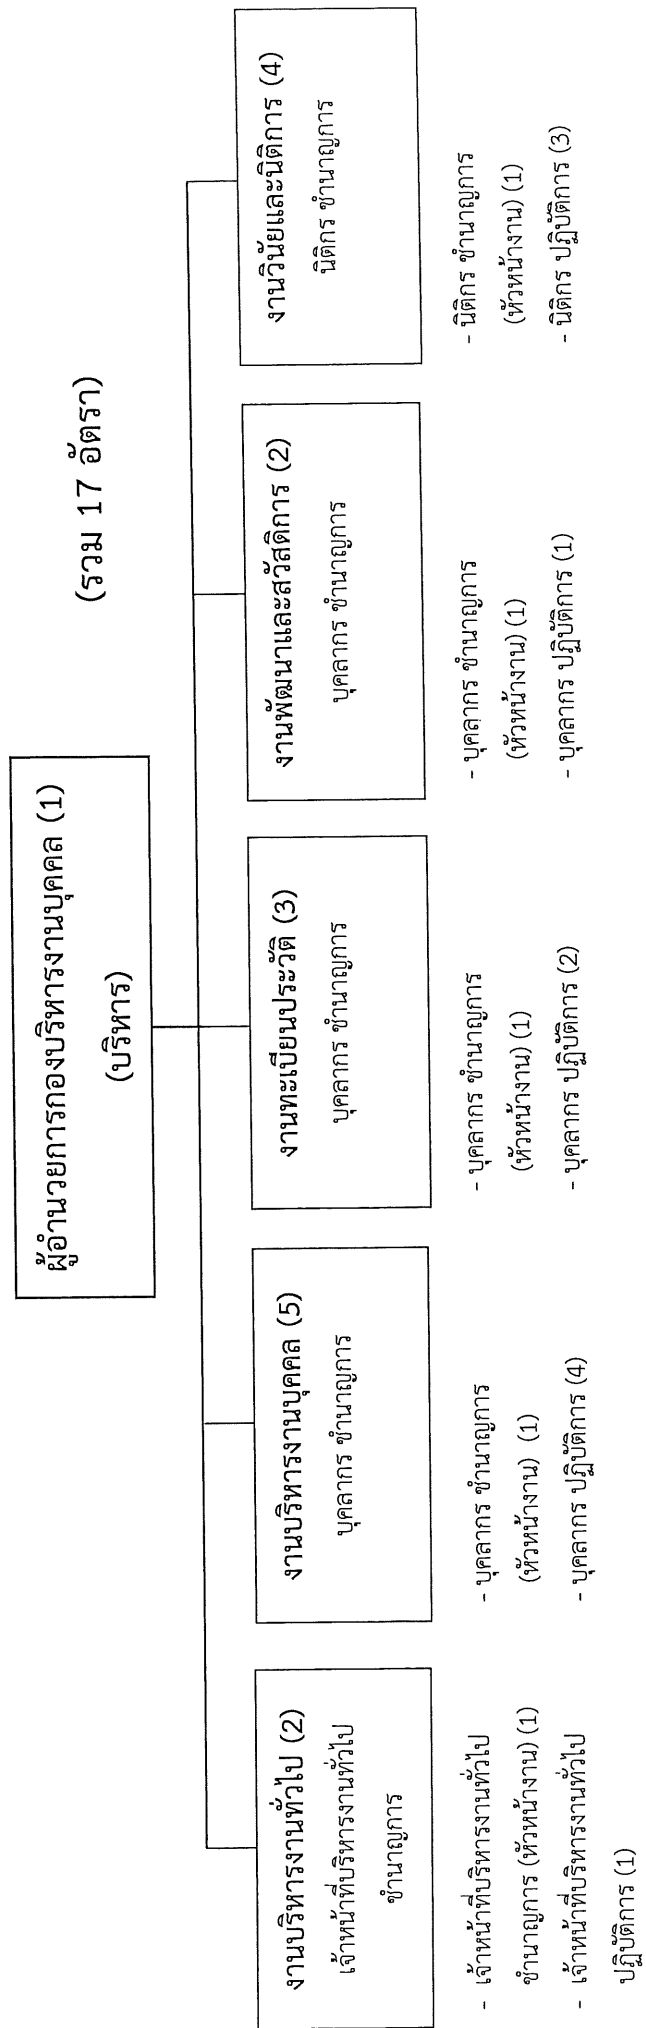 ผู้อำนวยการกองบริหารงานบุคคล (1)
(บริหาร)
(รวม 17 อัตรา)
งานบริหารงานทั่วไป (2)
เจ้าหน้าที่บริหารงานทั่วไป
ชำนาญการ
- เจ้าหน้าที่บริหารงานทั่วไป
ชำนาญการ (หัวหน้างาน) (1)
- เจ้าหน้าที่บริหารงานทั่วไป
ปฏิบัติการ (1)
งานบริหารงานบุคคล (5)
บุคลากร ชำนาญการ
- บุคลากร ชำนาญการ
(หัวหน้างาน) (1)
- บุคลากร ปฏิบัติการ (4)
งานทะเบียนประวัติ (3)
บุคลากร ชำนาญการ
- บุคลากร ชำนาญการ
(หัวหน้างาน) (1)
- บุคลากร ปฏิบัติการ (2)
งานพัฒนาและสวัสดิการ (2)
บุคลากร ชำนาญการ
- บุคลากร ชำนาญการ
(หัวหน้างาน) (1)
- บุคลากร ปฏิบัติการ (1)
งานวินัยและนิติการ (4)
นิติกร ชำนาญการ
- นิติกร ชำนาญการ
(หัวหน้างาน) (1)
- นิติกร ปฏิบัติการ (3)